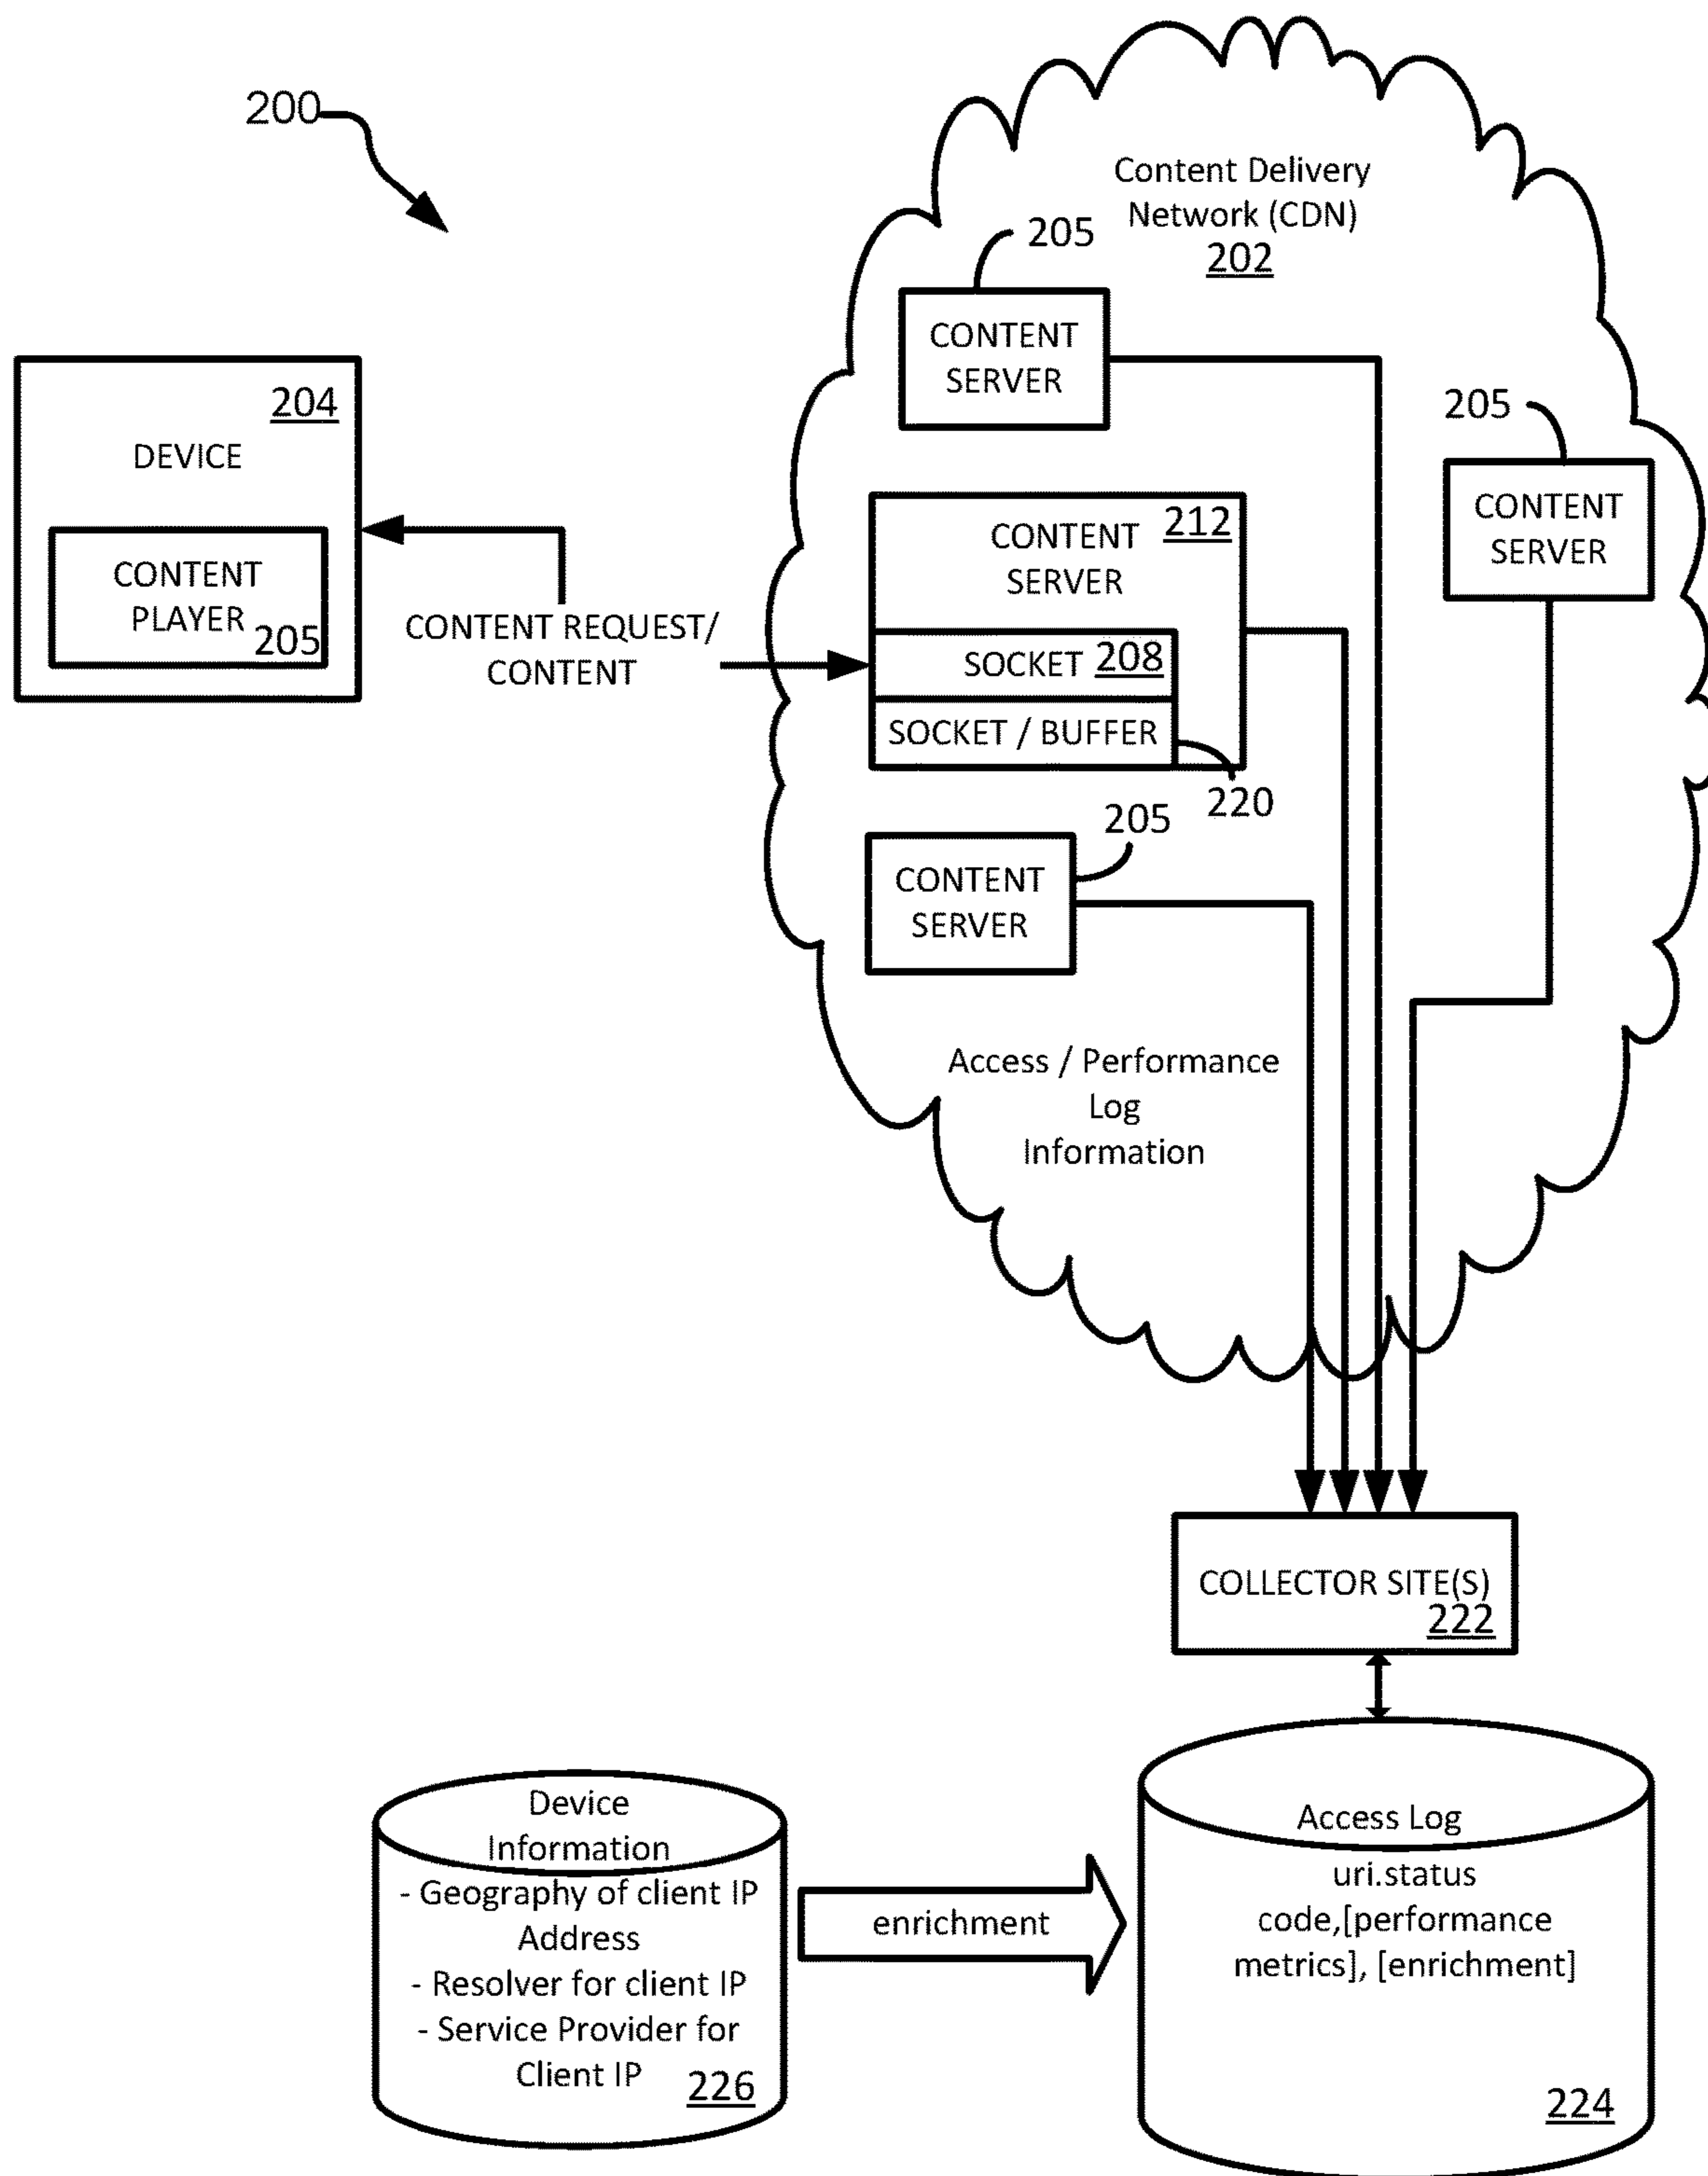 200
Content Delivery
Network (CDN)
202
205
CONTENT
SERVER
204
DEVICE
CONTENT
PLAYER
205
CONTENT REQUEST/
CONTENT
205
CONTENT
SERVER
212
CONTENT
SERVER
SOCKET 208
SOCKET / BUFFER
220
205
CONTENT
SERVER
Access / Performance
Log
Information
COLLECTOR SITE(S)
222
Device
Information
- Geography of client IP
Address
- Resolver for client IP
- Service Provider for
Client IP
226
enrichment
Access Log
uri.status
code,[performance
metrics], [enrichment]
224